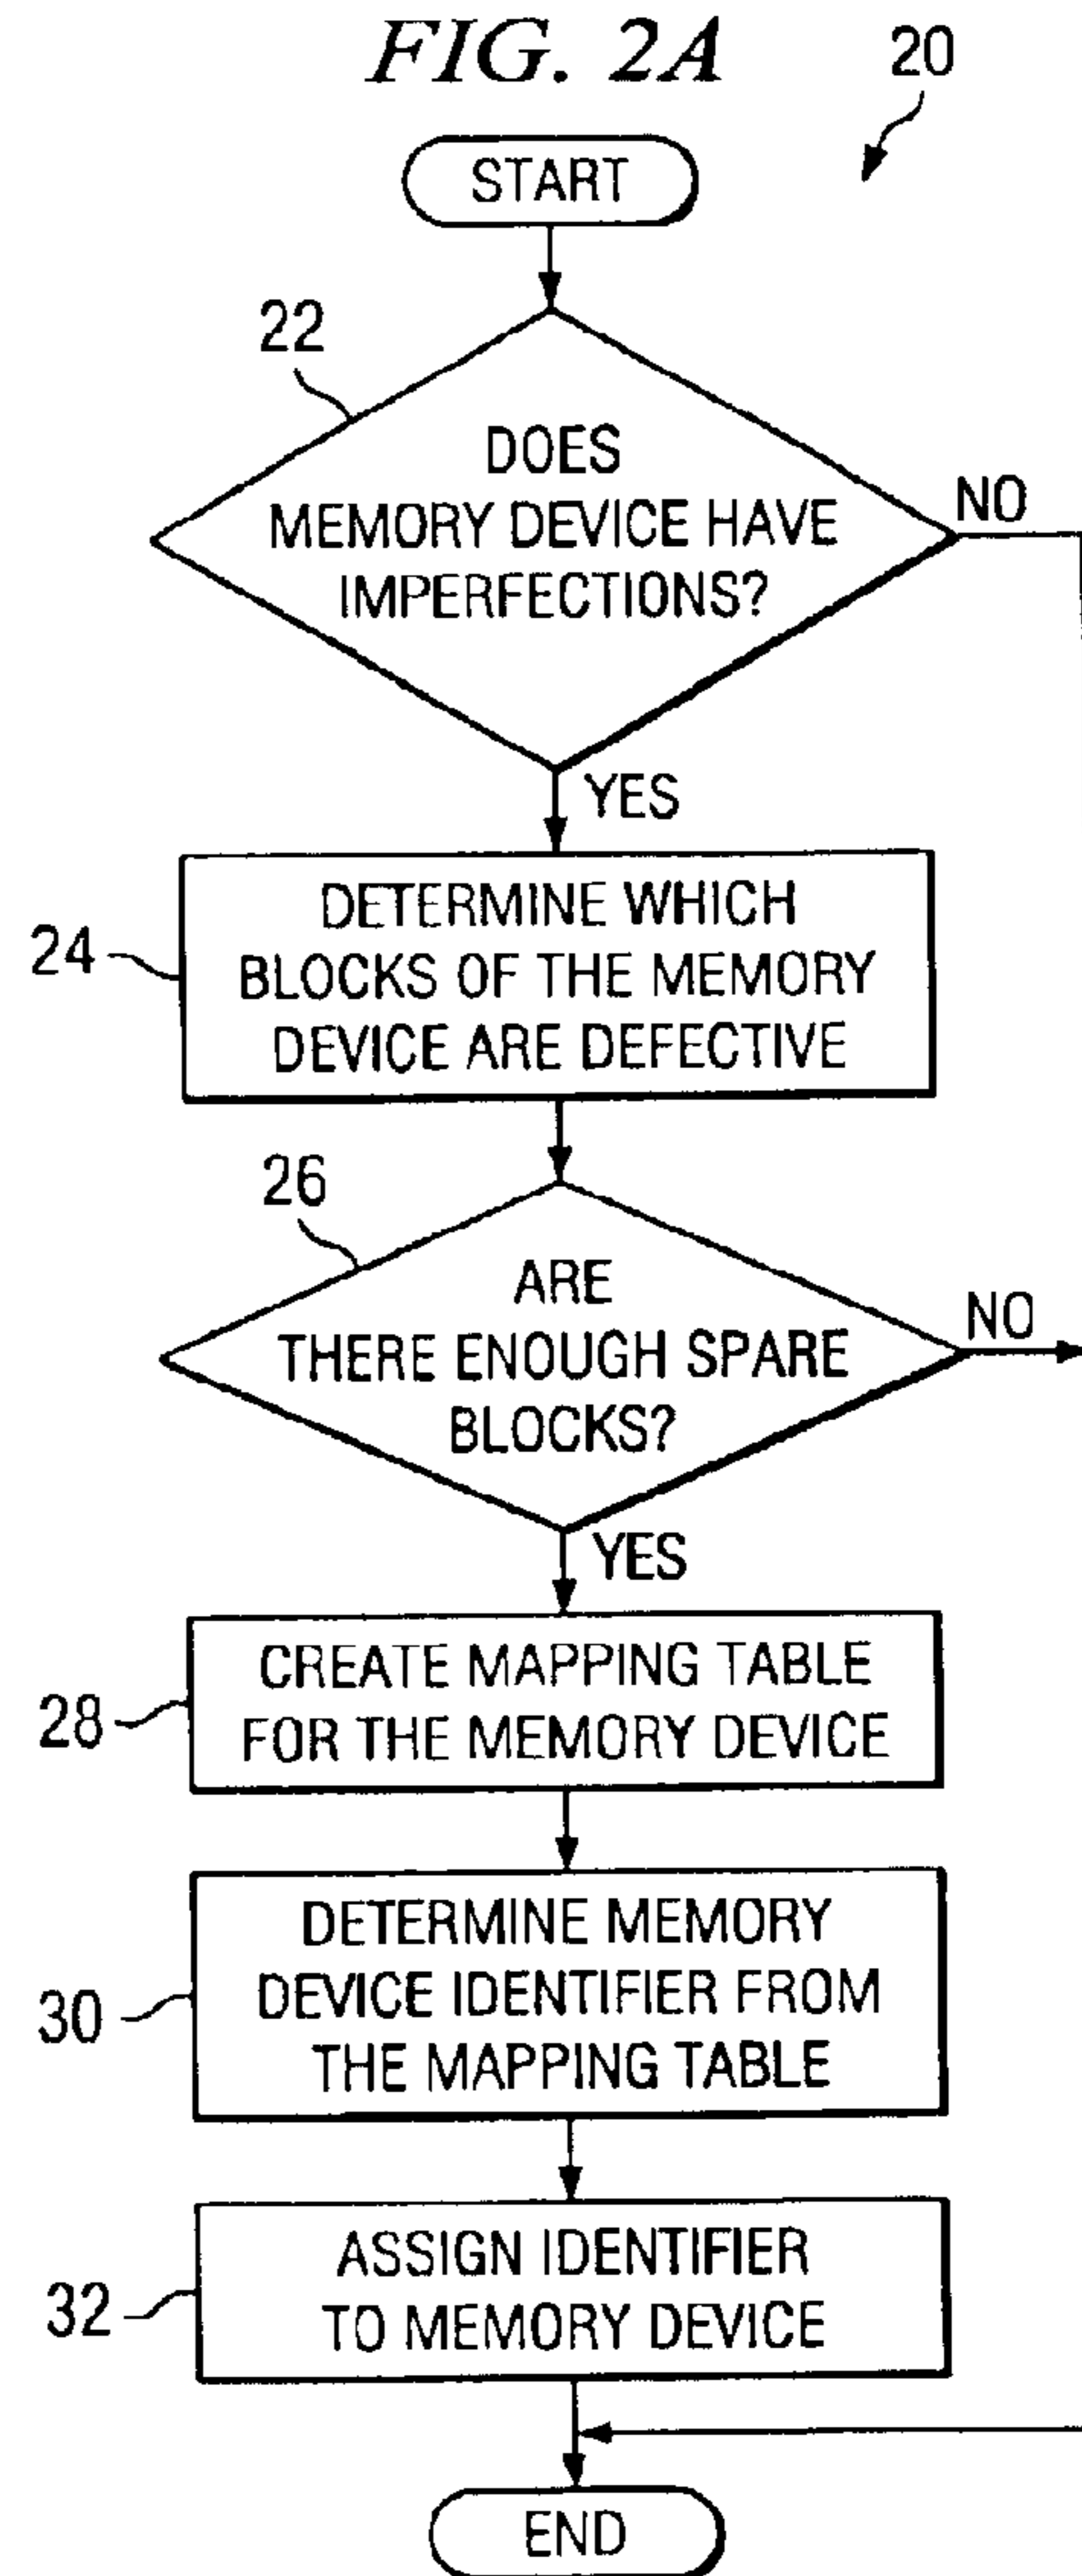 FIG. 2A
20
START
22
DOES
MEMORY DEVICE HAVE
IMPERFECTIONS?
NO
YES
24
DETERMINE WHICH
BLOCKS OF THE MEMORY
DEVICE ARE DEFECTIVE
26
ARE
THERE ENOUGH SPARE
BLOCKS?
NO
YES
28
CREATE MAPPING TABLE
FOR THE MEMORY DEVICE
30
DETERMINE MEMORY
DEVICE IDENTIFIER FROM
THE MAPPING TABLE
32
ASSIGN IDENTIFIER
TO MEMORY DEVICE
END